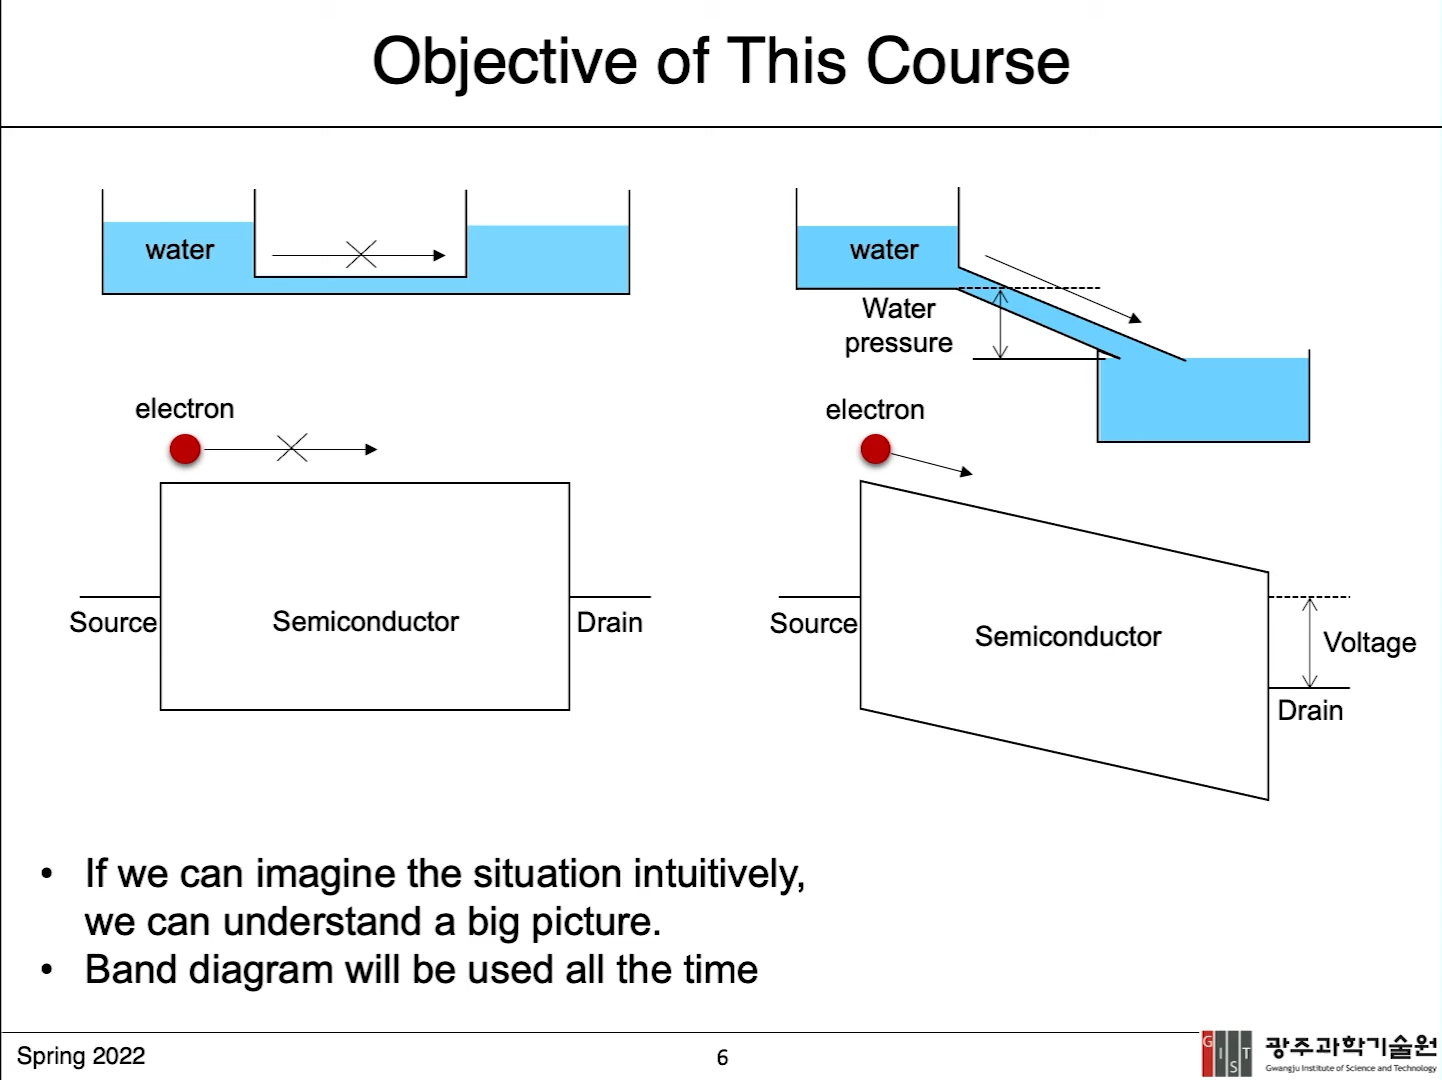 Objective of This Course
water
water
Water
pressure
electron
electron
Source
Semiconductor
Drain
Source
Semiconductor
Voltage
Drain
• If we can imagine the situation intuitively,
we can understand a big picture.
• Band diagram will be used all the time
Spring 2022
6
GIST
광주과학기술원
Gwangju Institute of Science and Technology